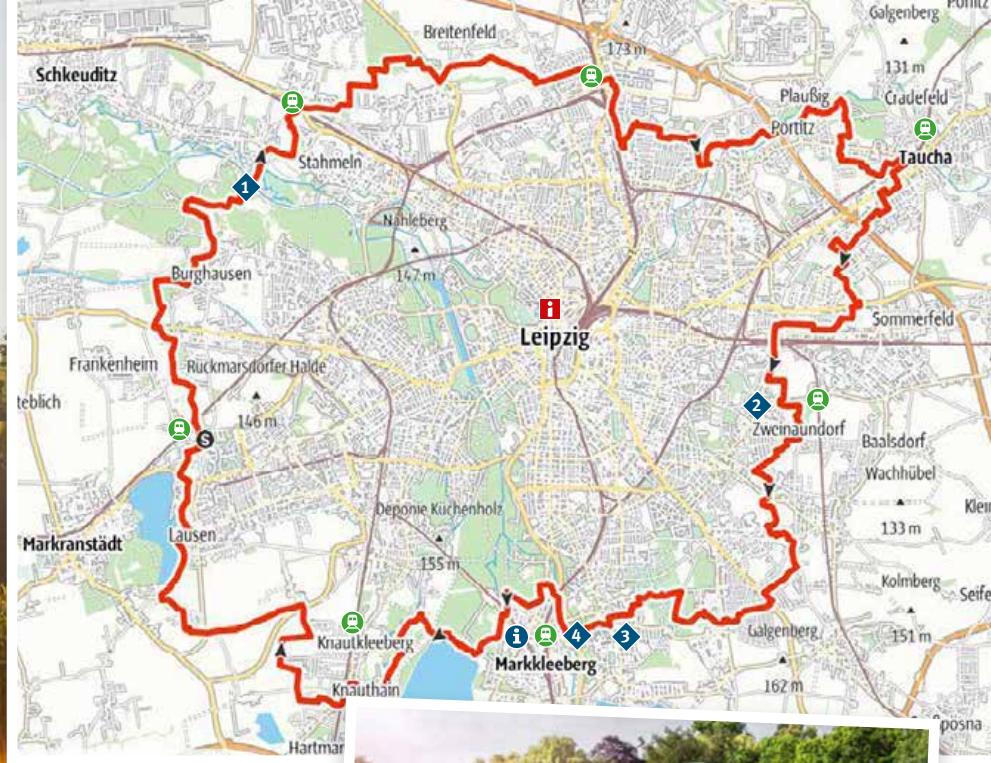 Galgenberg
Breitenfeld
173 m
131 m
Schkeuditz
Plaußig
Cradefeld
Portitz
Taucha
Stahmeln
1
Nahleberg
147 m
Burghausen
i
Leipzig
Sommerfeld
Frankenheim
Rückmarsdorfer Halde
146 m
2
S
Zweinaundorf
Baalsdorf
Wachhübel
133 m
Deponie Küchenholz
Lausen
Markranstädt
155 m
Kolmberg
151 m
Knautkleeberg
i
4
3
Galgenberg
Markkleeberg
162 m
Knauthain
posna
Hartmar